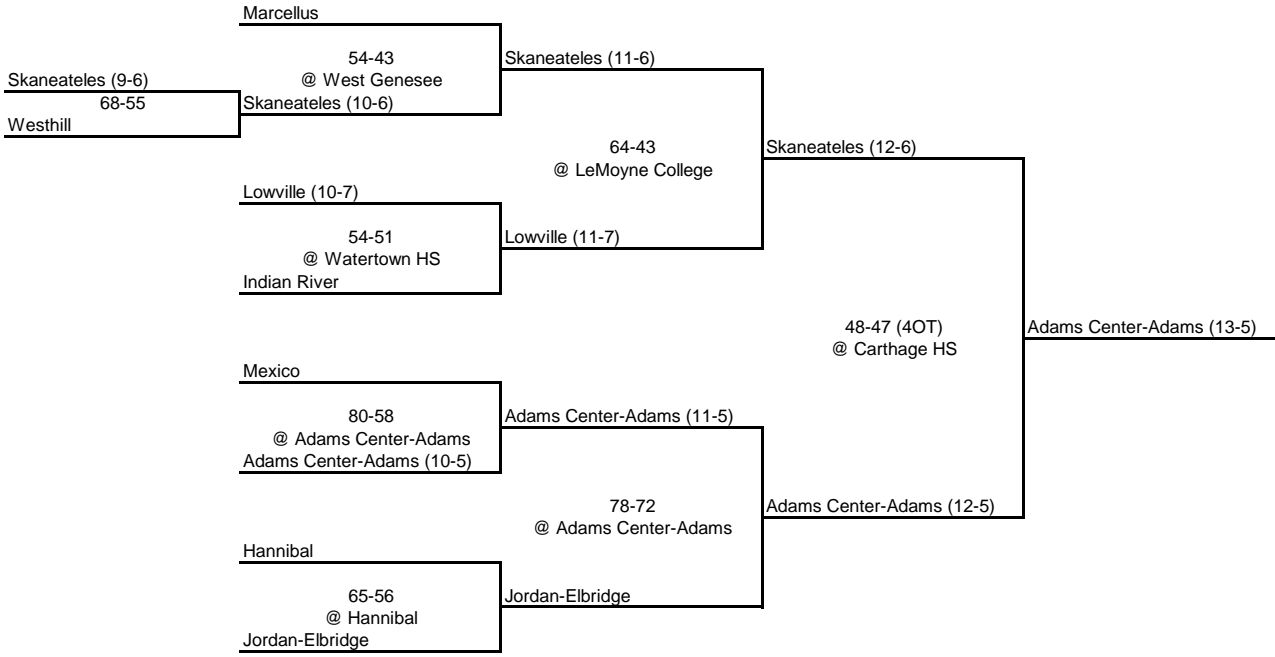 Marcellus
54-43
@ West Genesee
Skaneateles (11-6)
Skaneateles (9-6)
68-55
Skaneateles (10-6)
Westhill
64-43
@ LeMoyne College
Skaneateles (12-6)
Lowville (10-7)
54-51
@ Watertown HS
Lowville (11-7)
Indian River
48-47 (4OT)
@ Carthage HS
Adams Center-Adams (13-5)
Mexico
80-58
@ Adams Center-Adams
Adams Center-Adams (11-5)
Adams Center-Adams (10-5)
78-72
@ Adams Center-Adams
Adams Center-Adams (12-5)
Hannibal
65-56
@ Hannibal
Jordan-Elbridge
Jordan-Elbridge